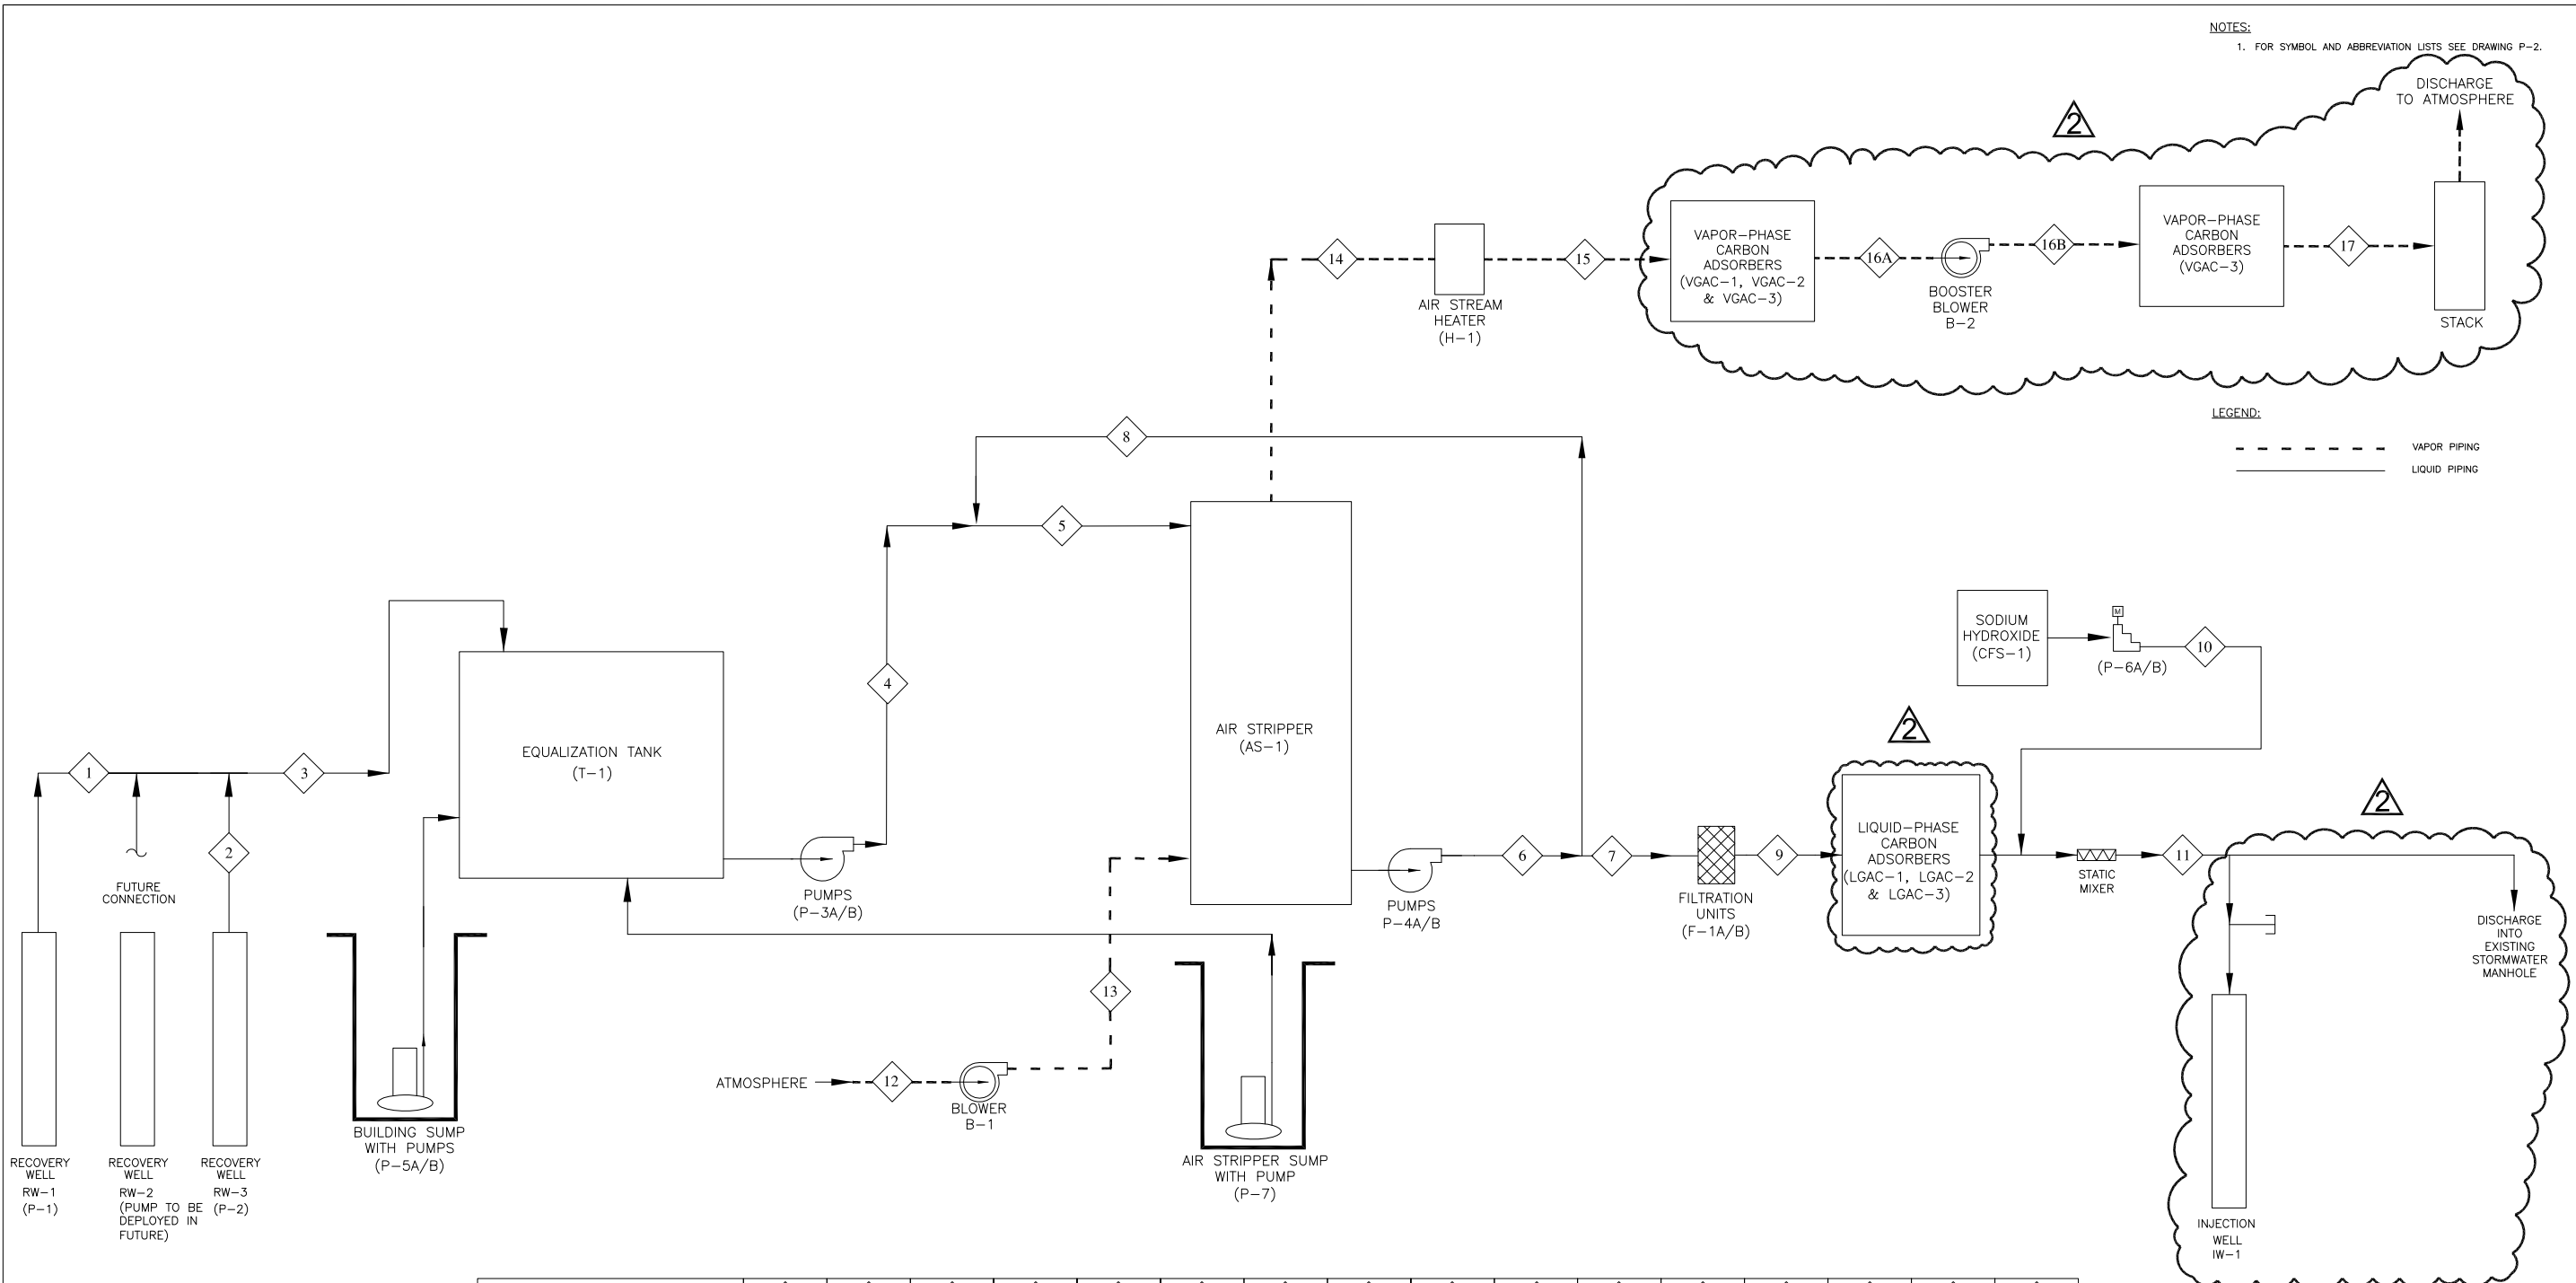 NOTES:
1. FOR SYMBOL AND ABBREVIATION LISTS SEE DRAWING P-2.
DISCHARGE
TO ATMOSPHERE
2
VAPOR-PHASE
CARBON
ADSORBERS
(VGAC-1, VGAC-2
& VGAC-3)
16A
BOOSTER
BLOWER
B-2
16B
VAPOR-PHASE
CARBON
ADSORBERS
(VGAC-3)
17
STACK
14
AIR STREAM
HEATER
(H-1)
15
LEGEND:
VAPOR PIPING
LIQUID PIPING
8
5
4
AIR STRIPPER
(AS-1)
EQUALIZATION TANK
(T-1)
1
3
2
FUTURE
CONNECTION
PUMPS
(P-3A/B)
6
7
PUMPS
P-4A/B
FILTRATION
UNITS
(F-1A/B)
9
SODIUM
HYDROXIDE
(CFS-1)
M
(P-6A/B)
10
2
LIQUID-PHASE
CARBON
ADSORBERS
(LGAC-1, LGAC-2
& LGAC-3)
STATIC
MIXER
11
2
DISCHARGE
INTO
EXISTING
STORMWATER
MANHOLE
13
ATMOSPHERE
12
BLOWER
B-1
RECOVERY
WELL
RW-1
(P-1)
RECOVERY
WELL
RW-2
(PUMP TO BE
DEPLOYED IN
FUTURE)
RECOVERY
WELL
RW-3
(P-2)
BUILDING SUMP
WITH PUMPS
(P-5A/B)
AIR STRIPPER SUMP
WITH PUMP
(P-7)
INJECTION
WELL
IW-1